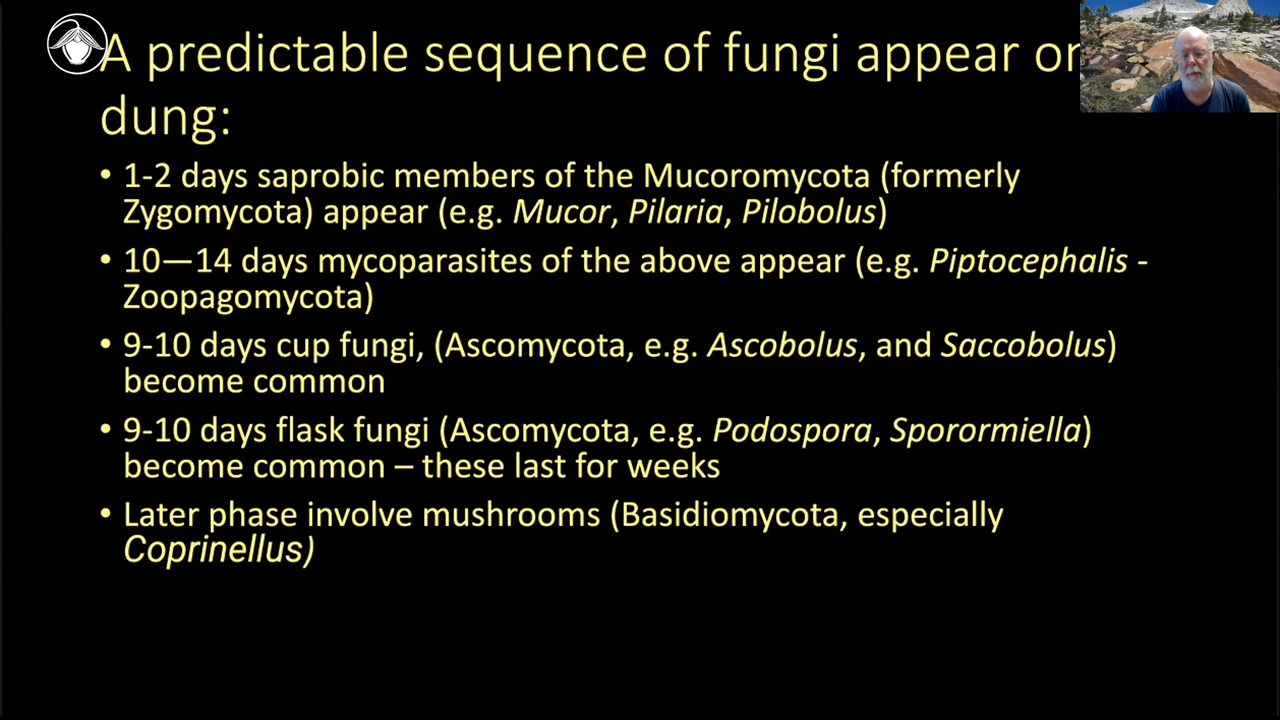 A predictable sequence of fungi appear on
dung:
• 1-2 days saprobic members of the Mucoromycota (formerly
Zygomycota) appear (e.g. Mucor, Pilaria, Pilobolus)
• 10—14 days mycoparasites of the above appear (e.g. Piptocephalis -
Zoopagomycota)
• 9-10 days cup fungi, (Ascomycota, e.g. Ascobolus, and Saccobolus)
become common
• 9-10 days flask fungi (Ascomycota, e.g. Podospora, Sporormiella)
become common – these last for weeks
• Later phase involve mushrooms (Basidiomycota, especially
Coprinellus)